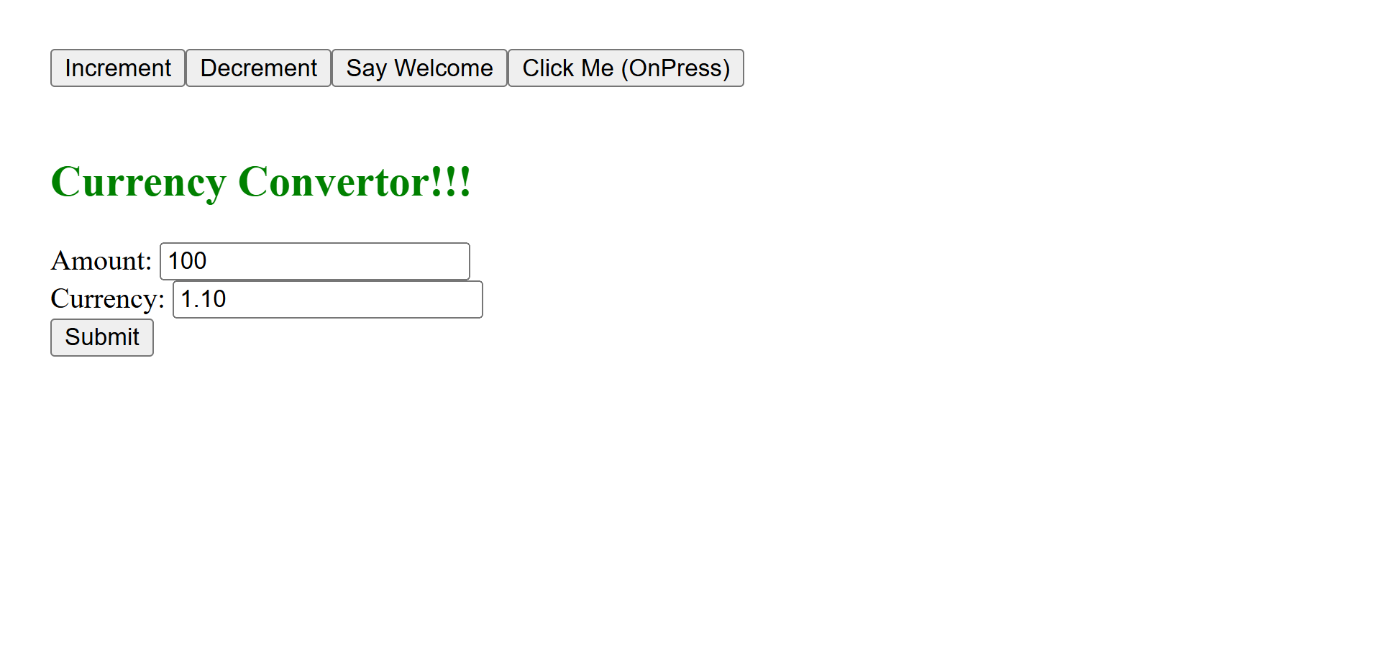 Increment Decrement Say Welcome Click Me (OnPress)
Currency Convertor!!!
Amount: 100
Currency: 1.10
Submit